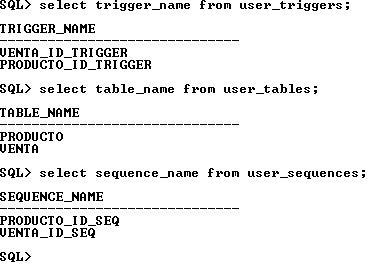 SQL> select trigger_name from user_triggers;
TRIGGER_NAME
------------------------------
VENTA_ID_TRIGGER
PRODUCTO_ID_TRIGGER
SQL> select table_name from user_tables;
TABLE_NAME
------------------------------
PRODUCTO
VENTA
SQL> select sequence_name from user_sequences;
SEQUENCE_NAME
------------------------------
PRODUCTO_ID_SEQ
VENTA_ID_SEQ
SQL>